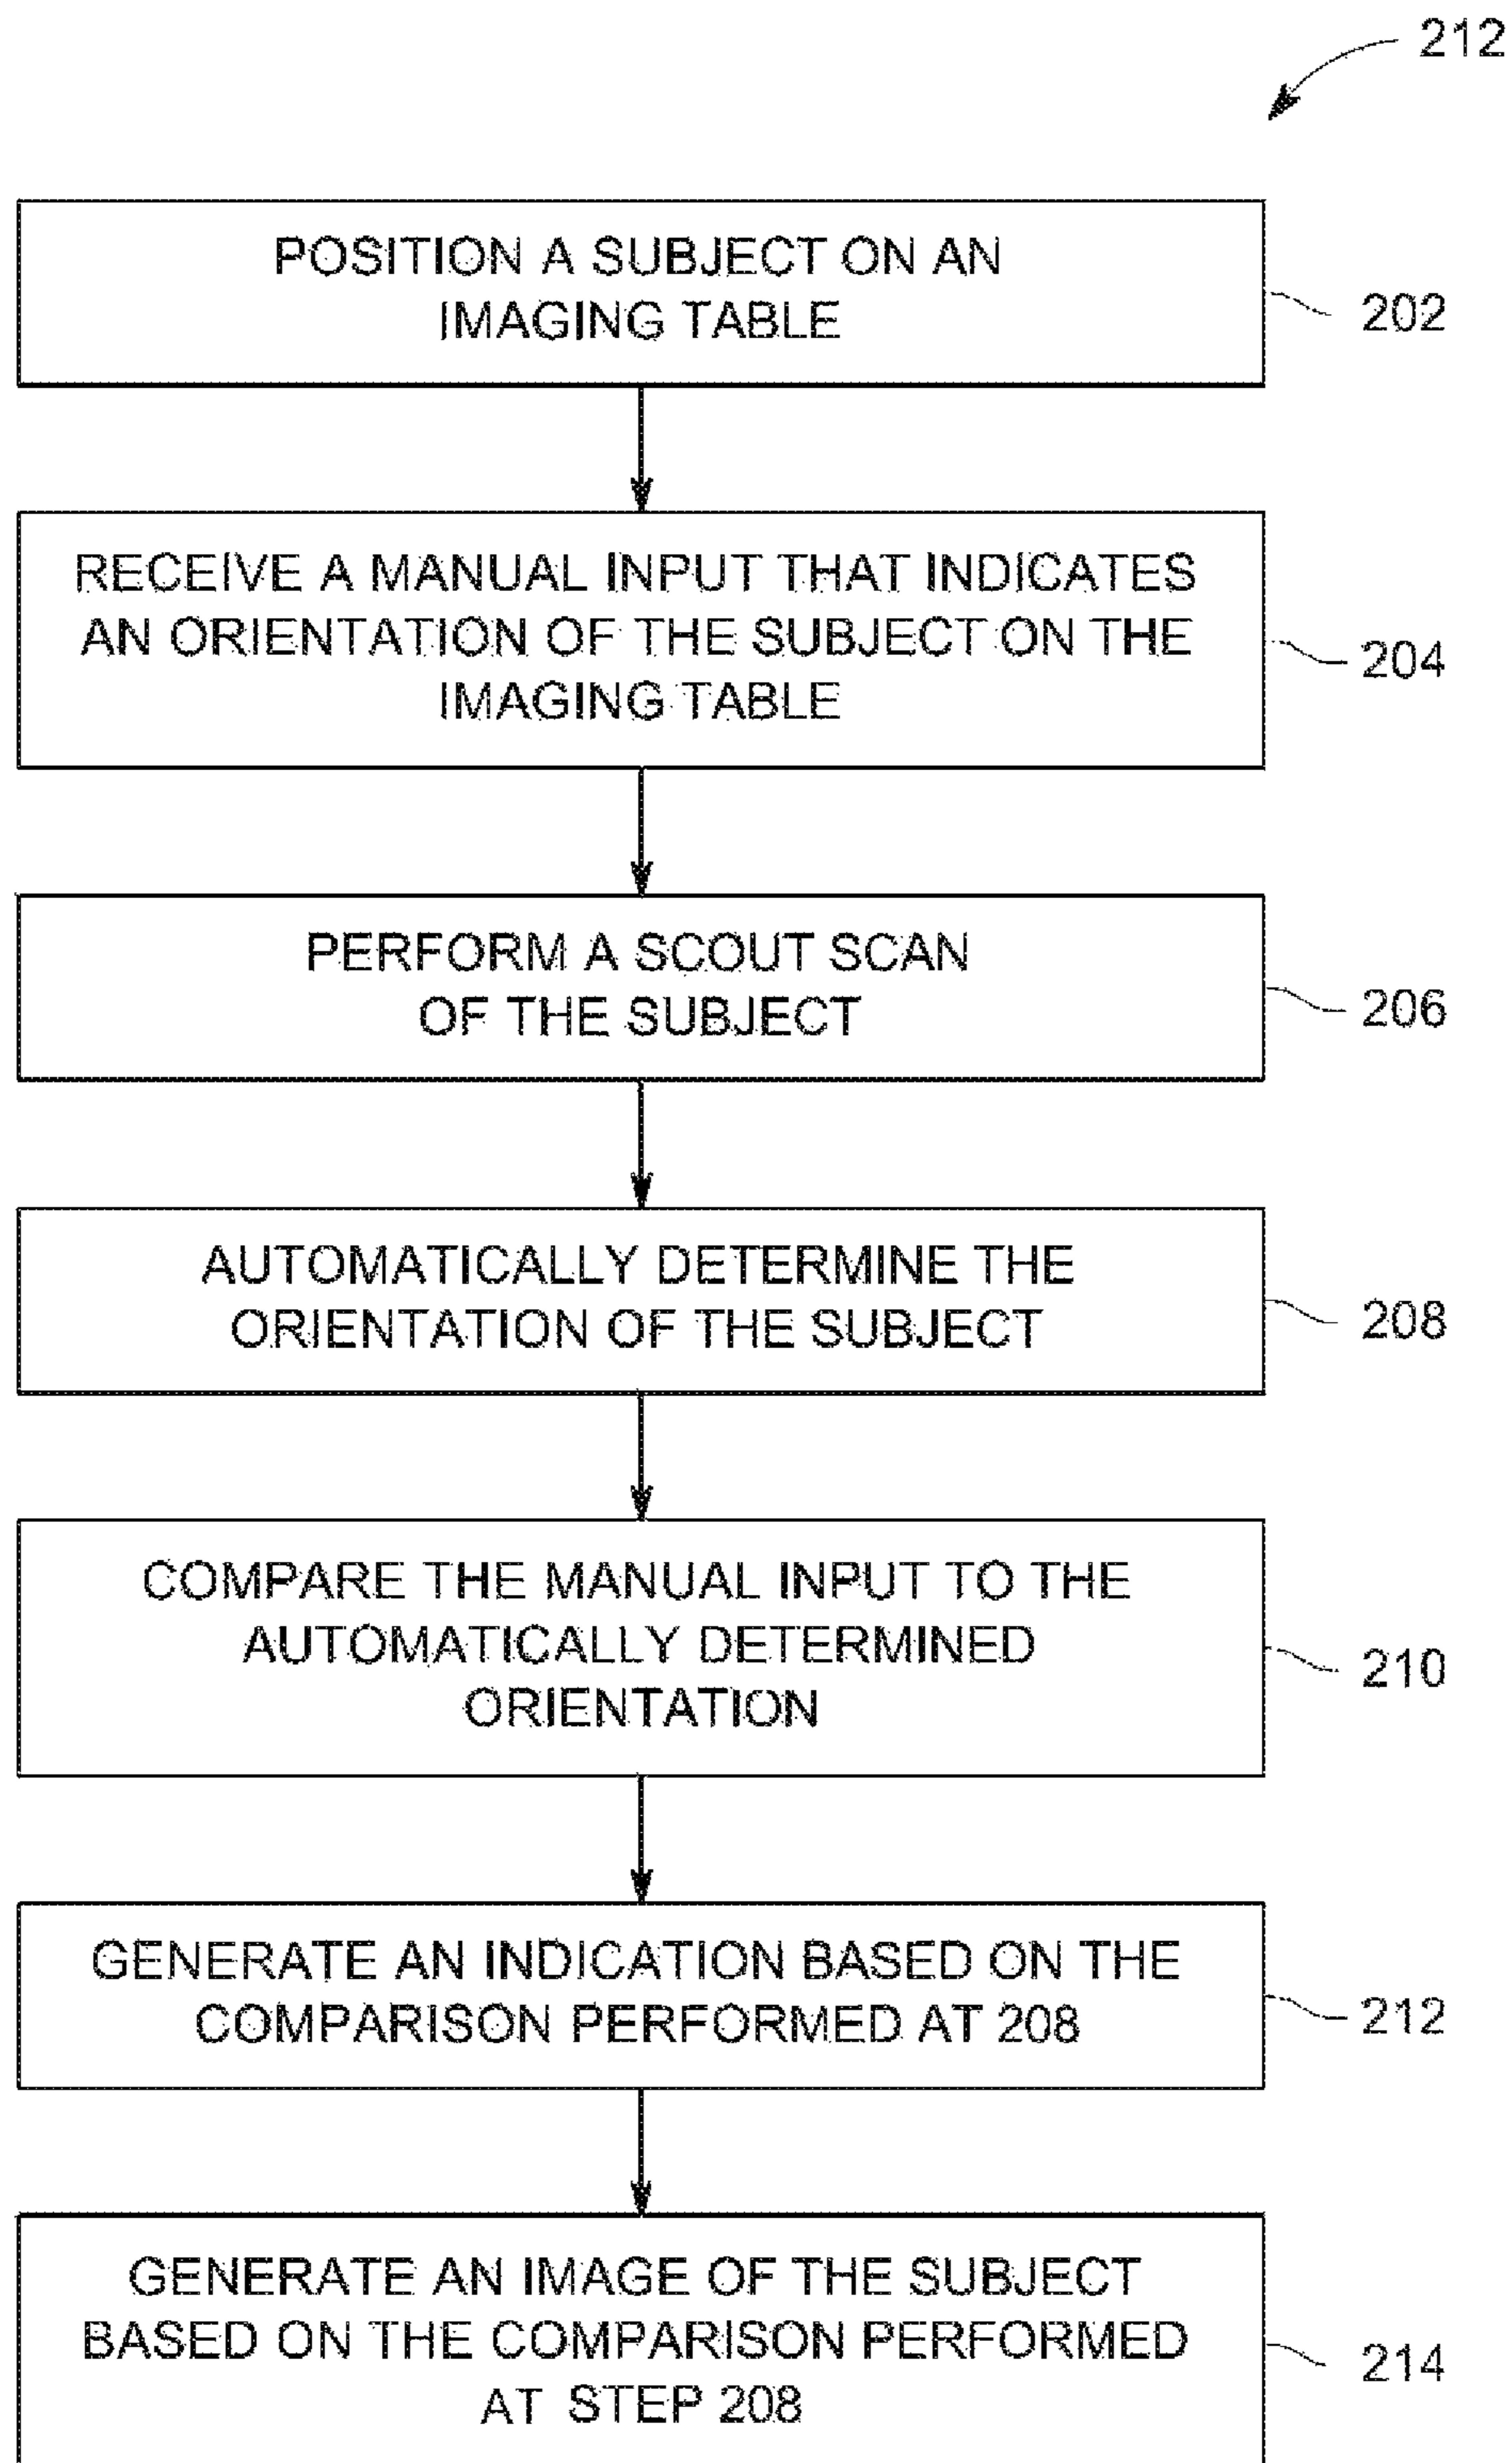 212
POSITION A SUBJECT ON AN
IMAGING TABLE
202
RECEIVE A MANUAL INPUT THAT INDICATES
AN ORIENTATION OF THE SUBJECT ON THE
IMAGING TABLE
204
PERFORM A SCOUT SCAN
OF THE SUBJECT
206
AUTOMATICALLY DETERMINE THE
ORIENTATION OF THE SUBJECT
208
COMPARE THE MANUAL INPUT TO THE
AUTOMATICALLY DETERMINED
ORIENTATION
210
GENERATE AN INDICATION BASED ON THE
COMPARISON PERFORMED AT 208
212
GENERATE AN IMAGE OF THE SUBJECT
BASED ON THE COMPARISON PERFORMED
AT STEP 208
214